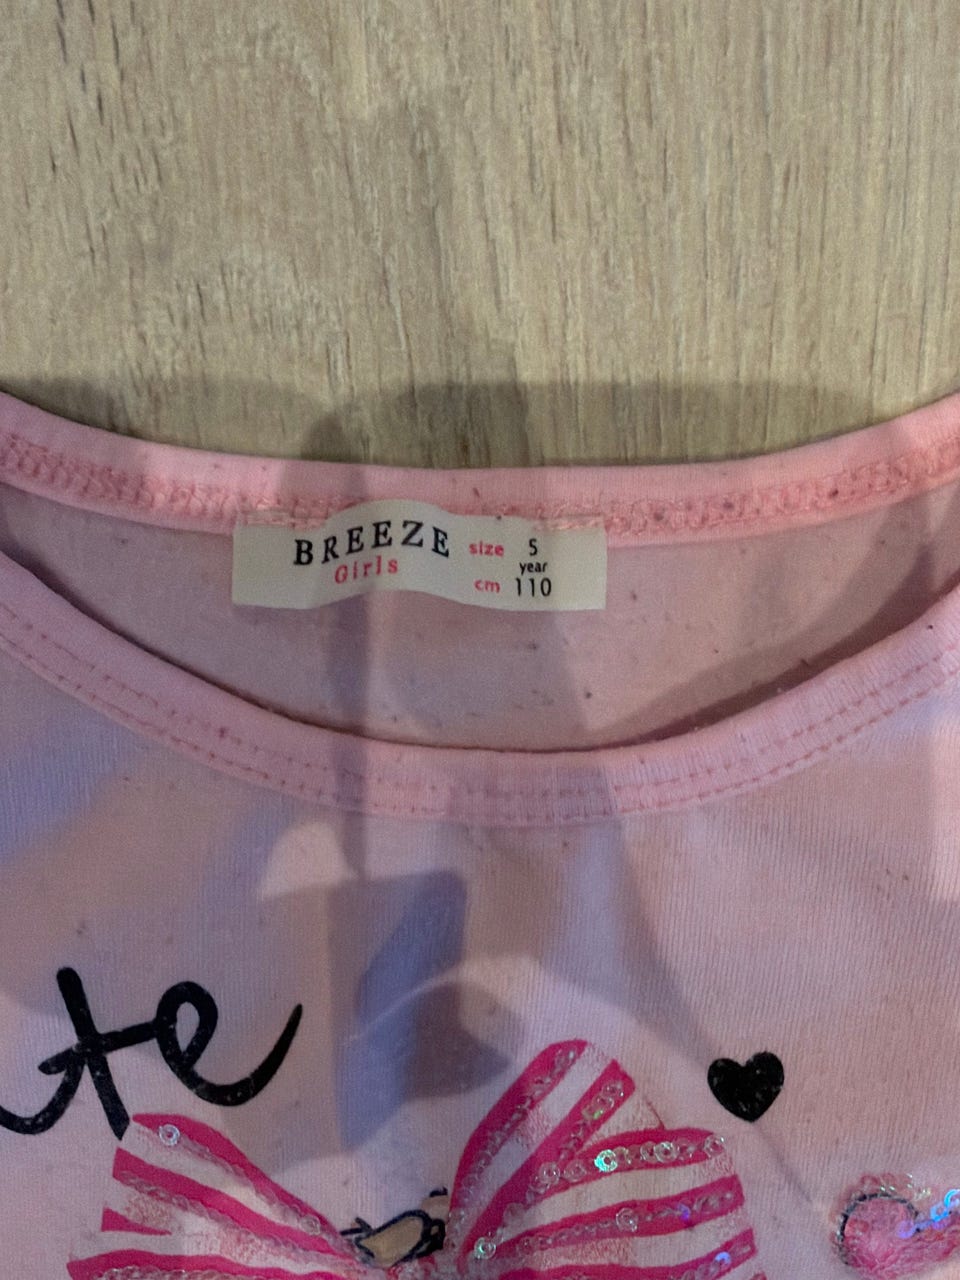 BREEZE
Girls
size 5
year
cm 110
te